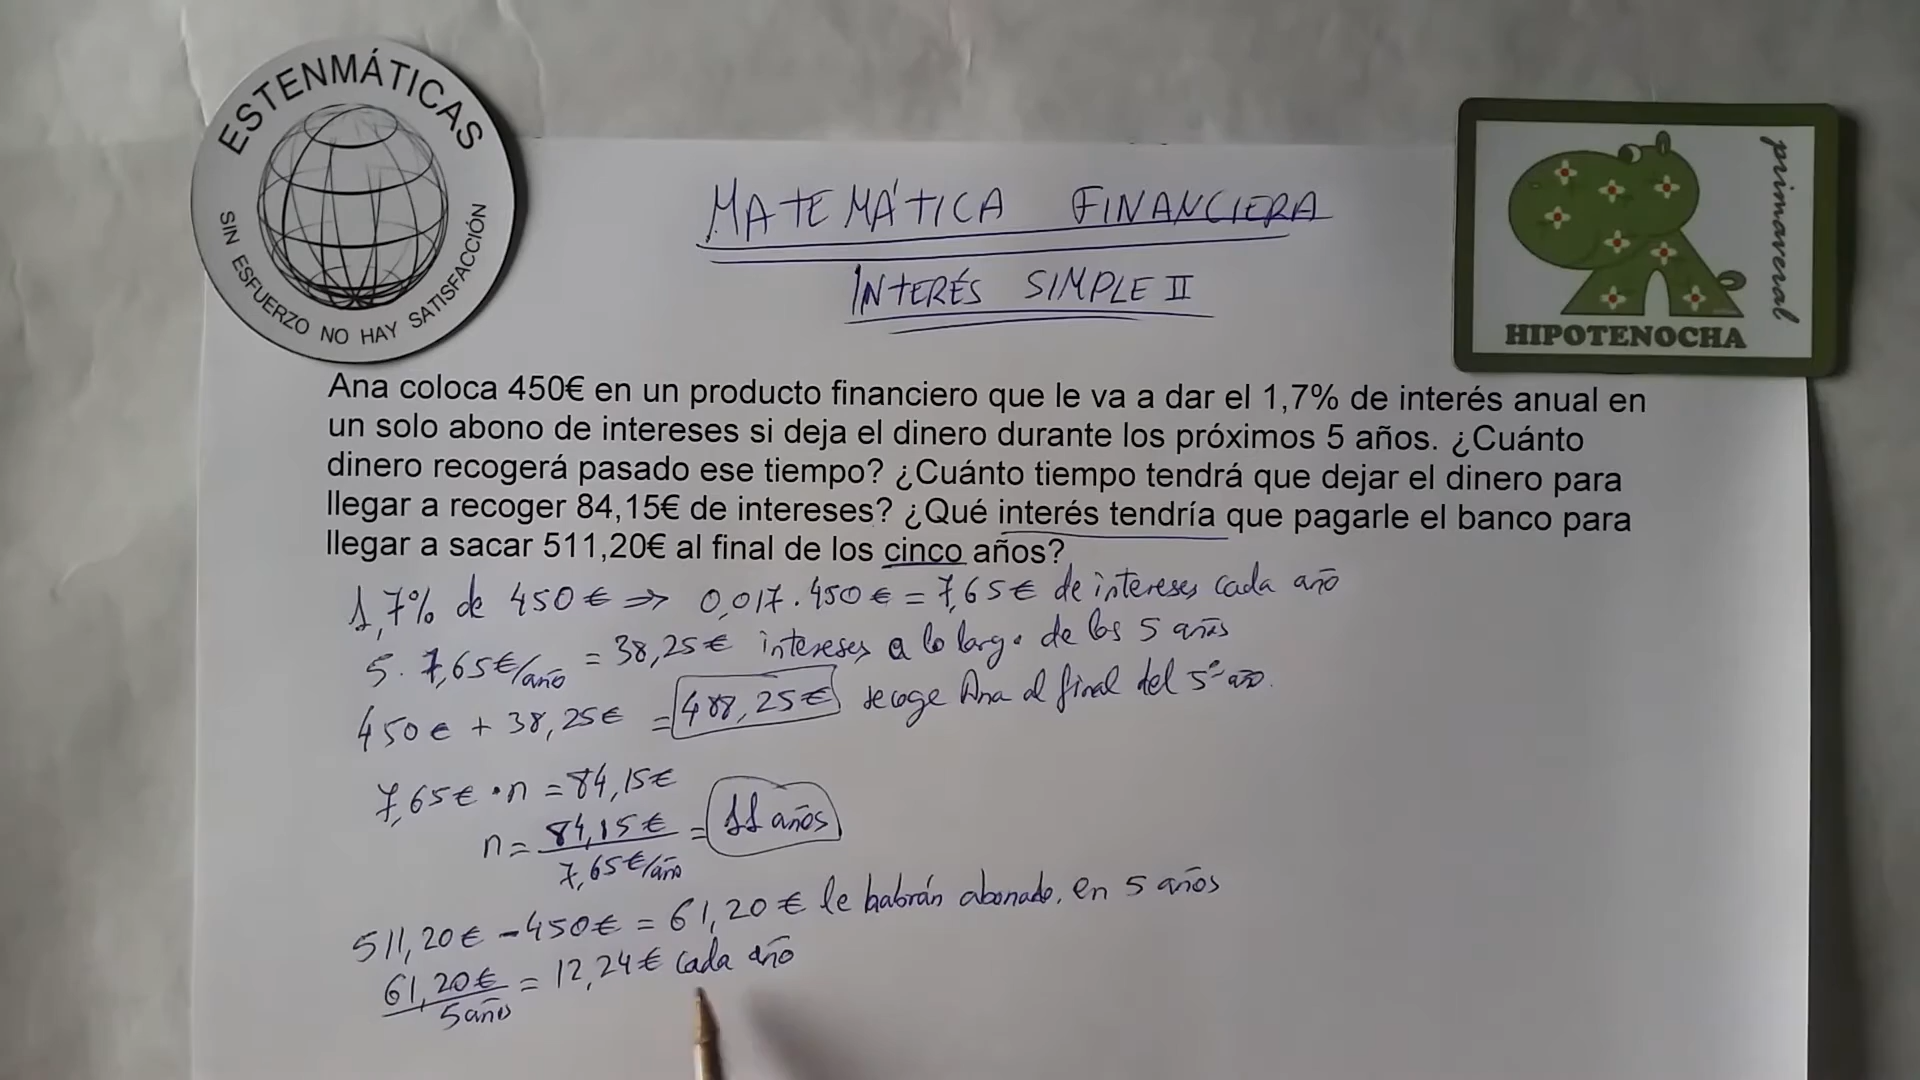 ESTENMÁTICAS
SIN ESFUERZO NO HAY SATISFACCIÓN
primaveral
HIPOTENOCHA
MATEMÁTICA FINANCIERA
INTERÉS SIMPLE II
Ana coloca 450€ en un producto financiero que le va a dar el 1,7% de interés anual en
un solo abono de intereses si deja el dinero durante los próximos 5 años. ¿Cuánto
dinero recogerá pasado ese tiempo? ¿Cuánto tiempo tendrá que dejar el dinero para
llegar a recoger 84,15€ de intereses? ¿Qué interés tendría que pagarle el banco para
llegar a sacar 511,20€ al final de los cinco años?
1,7% de 450€ => 0,017 . 450€ = 7,65€ de intereses cada año
5 . 7,65€/año = 38,25€ intereses a lo largo de los 5 años
450€ + 38,25€ = 488,25€ recoge Ana al final del 5º año.
7,65€ · n = 84,15€
n = 84,15€ / 7,65€/año = 11 años
511,20€ - 450€ = 61,20€ le habrán abonado, en 5 años
61,20€ / 5 años = 12,24€ cada año